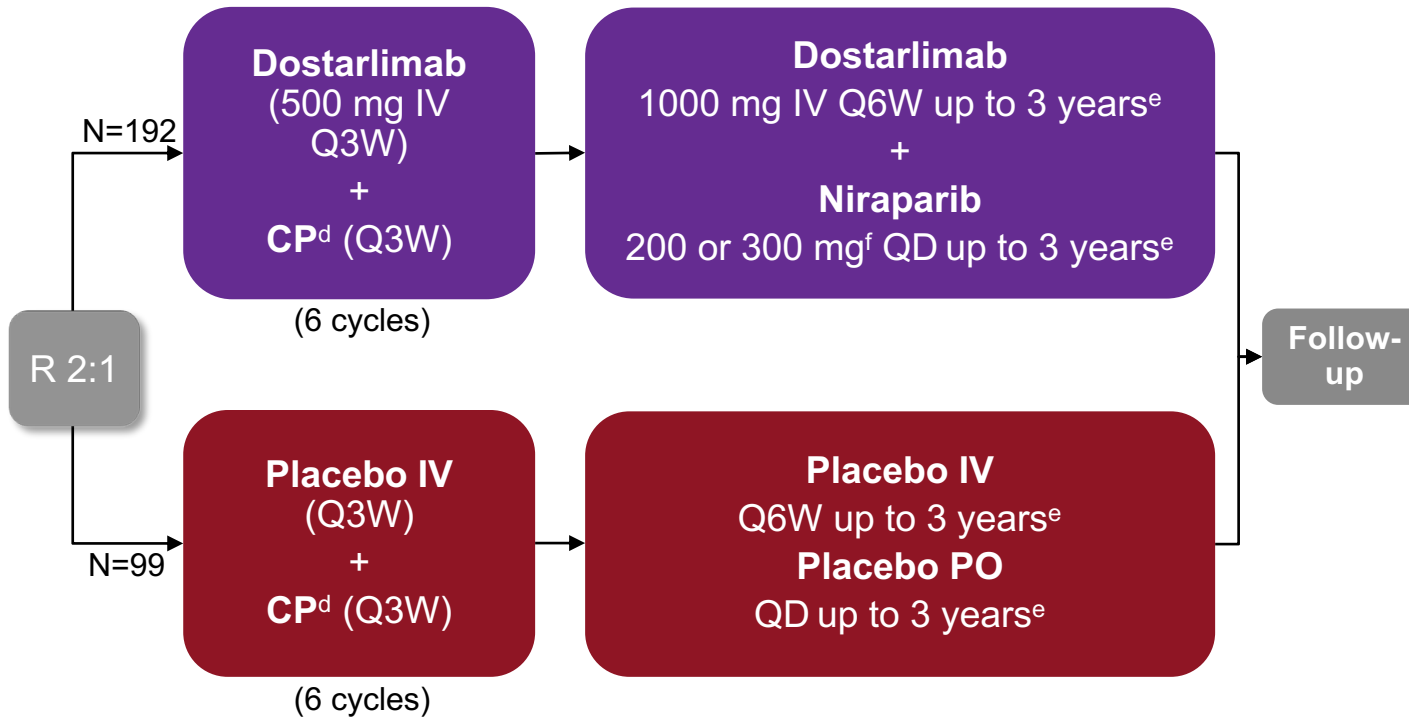 N=192
Dostarlimab
(500 mg IV
Q3W)
+
CPᵈ (Q3W)
(6 cycles)
Dostarlimab
1000 mg IV Q6W up to 3 yearsᵉ
+
Niraparib
200 or 300 mgᶠ QD up to 3 yearsᵉ
R 2:1
Follow-
up
N=99
Placebo IV
(Q3W)
+
CPᵈ (Q3W)
(6 cycles)
Placebo IV
Q6W up to 3 yearsᵉ
Placebo PO
QD up to 3 yearsᵉ